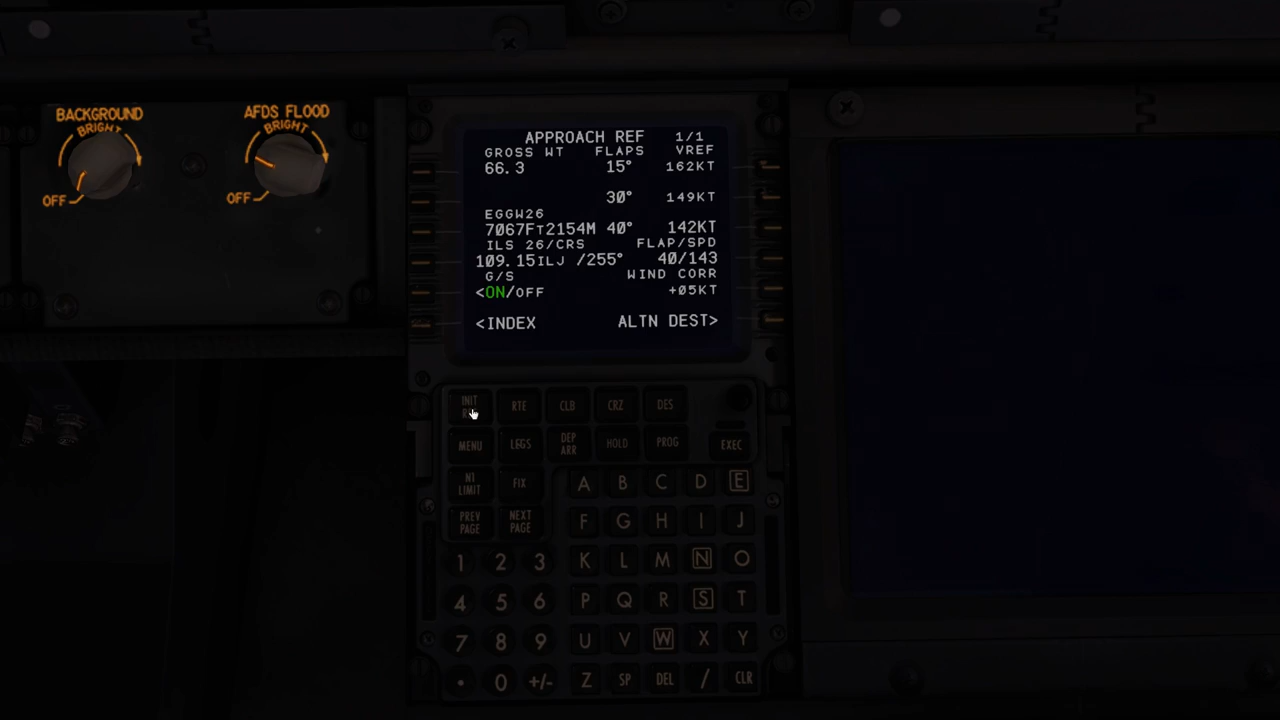 BACKGROUND
BRIGHT
OFF
AFDS FLOOD
BRIGHT
OFF
APPROACH REF 1/1
GROSS WT FLAPS VREF
66.3 15° 162KT
30° 149KT
EGGW26
7067FT2154M 40° 142KT
ILS 26/CRS FLAP/SPD
109.15ILJ /255° 40/143
G/S WIND CORR
<ON/OFF +05KT
<INDEX ALTN DEST>
INIT
RTE CLB CRZ DES
MENU LEGS DEP ARR HOLD PROG EXEC
N1 LIMIT FIX
PREV PAGE NEXT PAGE
A B C D E
F G H I J
1 2 3 K L M N O
4 5 6 P Q R S T
7 8 9 U V W X Y
. 0 +/- Z SP DEL / CLR